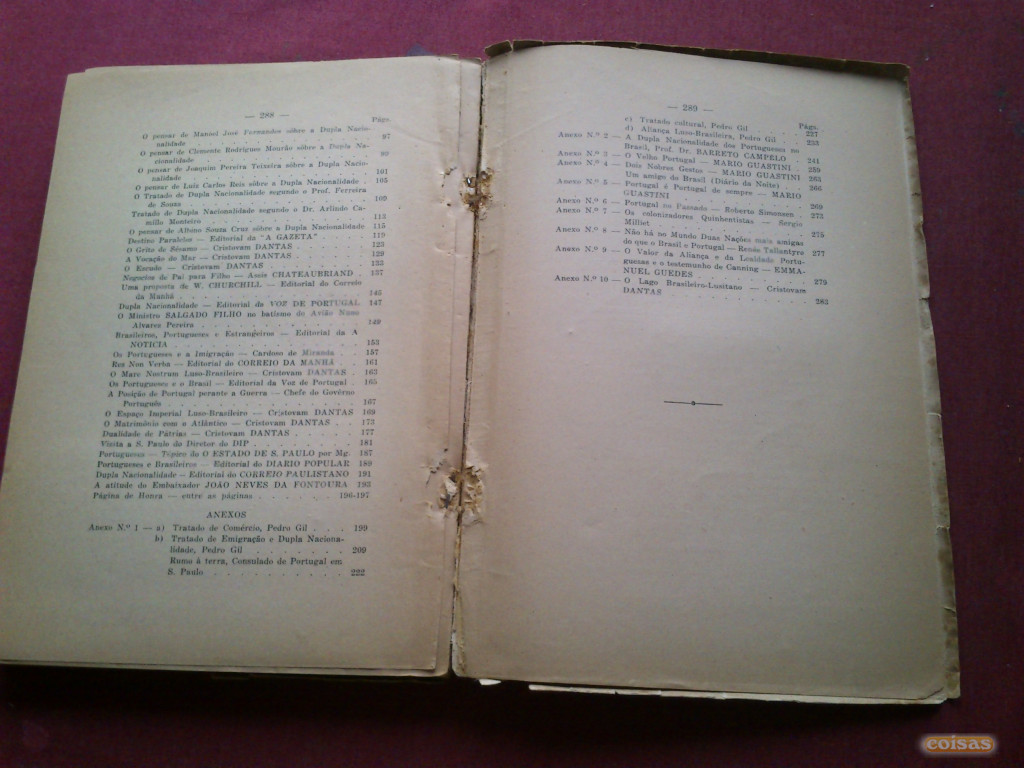 — 288 —
Pág.
O pensar de Manuel José Fernandes sôbre a Dupla Nacio-
nalidade . . . . . . . . . . . . . . . 97
O pensar de Clemente Rodrigues Mourão sôbre a Dupla Na-
cionalidade . . . . . . . . . . . . . . 99
O pensar de Joaquim Pereira Teixeira sôbre a Dupla Nacio-
nalidade . . . . . . . . . . . . . . . 101
O pensar de Luiz Carlos Reis sôbre a Dupla Nacionalidade . 105
O Tratado de Dupla Nacionalidade segundo o Prof. Ferreira
de Souza . . . . . . . . . . . . . . . 109
Tratado de Dupla Nacionalidade segundo o Dr. Arlindo Ca-
millo Monteiro . . . . . . . . . . . . . 113
O pensar de Albino Souza Cruz sôbre a Dupla Nacionalidade 115
Destino Paralelos — Editorial da "A GAZETA" . . . 119
O Grito de Sésamo — Cristovam DANTAS . . . . . 123
A Vocação do Mar — Cristovam DANTAS . . . . . 129
O Escudo — Cristovam DANTAS . . . . . . . 133
Negocios de Pai para Filho — Assis CHATEAUBRIAND . 137
Uma proposta de W. CHURCHILL — Editorial do Correio
da Manhã . . . . . . . . . . . . . . . 143
Dupla Nacionalidade — Editorial da VOZ DE PORTUGAL . 147
O Ministro SALGADO FILHO no batismo do Avião Nuno
Alvares Pereira . . . . . . . . . . . . . 149
Brasileiros, Portugueses e Estrangeiros — Editorial da A
NOTICIA . . . . . . . . . . . . . . . 153
Os Portugueses e a Imigração — Cardoso de Miranda . . 157
Res Non Verba — Editorial do CORREIO DA MANHÃ . 161
O Mare Nostrum Luso-Brasileiro — Cristovam DANTAS . 163
Os Portugueses e o Brasil — Editorial da Voz de Portugal . 165
A Posição de Portugal perante a Guerra — Chefe do Govêrno
Português . . . . . . . . . . . . . . . 167
O Espaço Imperial Luso-Brasileiro — Cristovam DANTAS 169
O Matrimônio com o Atlântico — Cristovam DANTAS . . 173
Dualidade de Pátrias — Cristovam DANTAS . . . . . 177
Visita a S. Paulo do Diretor do DIP . . . . . . . . 181
Portugueses — Tópico do O ESTADO DE S. PAULO por Mg. 187
Portugueses e Brasileiros — Editorial do DIARIO POPULAR 189
Dupla Nacionalidade — Editorial do CORREIO PAULISTANO 191
A atitude do Embaixador JOÃO NEVES DA FONTOURA 193
Página de Honra — entre as páginas . . . . . . . 196-197
ANEXOS
Anexo N.º 1 — a) Tratado de Comércio, Pedro Gil . . . 199
b) Tratado de Emigração e Dupla Naciona-
lidade, Pedro Gil . . . . . . . . 209
Rumo à terra, Consulado de Portugal em
S. Paulo . . . . . . . . . . . 222
— 289 —
Págs.
c) Tratado cultural, Pedro Gil . . . . 227
d) Aliança Luso-Brasileira, Pedro Gil . . 233
Anexo N.º 2 — A Dupla Nacionalidade dos Portugueses no
Brasil, Prof. Dr. BARRETO CAMPELO . 241
Anexo N.º 3 — O Velho Portugal — MARIO GUASTINI . 259
Anexo N.º 4 — Dois Nobres Gestos — MARIO GUASTINI 263
Um amigo do Brasil (Diário da Noite) . . 266
Anexo N.º 5 — Portugal é Portugal de sempre — MARIO
GUASTINI . . . . . . . . . . . 269
Anexo N.º 6 — Portugal no Passado — Roberto Simonsen . 273
Anexo N.º 7 — Os colonizadores Quinhentistas — Sergio
Milliet . . . . . . . . . . . . 275
Anexo N.º 8 — Não há no Mundo Duas Nações mais amigas
do que o Brasil e Portugal — Renée Tallantyre 277
Anexo N.º 9 — O Valor da Aliança e da Lealdade Portu-
guesas e o testemunho de Canning — EMMA-
NUEL GUEDES . . . . . . . . . 279
Anexo N.º 10 — O Lago Brasileiro-Lusitano — Cristovam
DANTAS . . . . . . . . . . . . 283
coisas